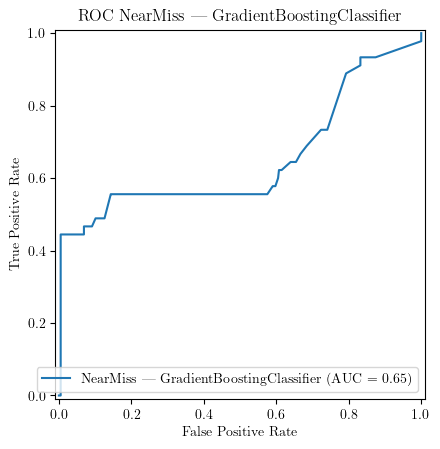 ROC NearMiss — GradientBoostingClassifier
1.0
0.8
0.6
0.4
0.2
0.0
True Positive Rate
NearMiss — GradientBoostingClassifier (AUC = 0.65)
0.0 0.2 0.4 0.6 0.8 1.0
False Positive Rate